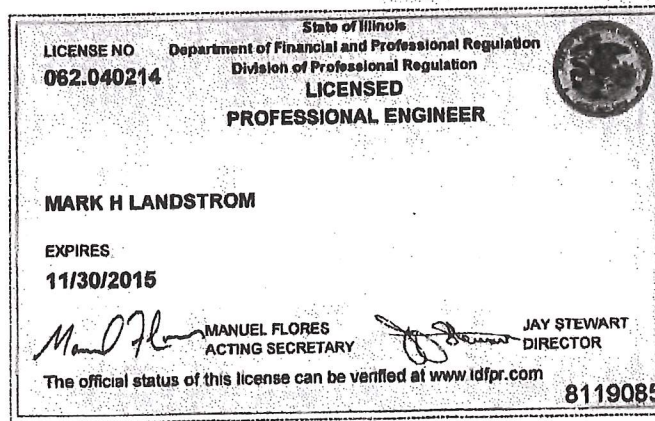 State of Illinois
LICENSE NO
Department of Financial and Professional Regulation
062.040214
Division of Professional Regulation
LICENSED
PROFESSIONAL ENGINEER
MARK H LANDSTROM
EXPIRES
11/30/2015
MANUEL FLORES
ACTING SECRETARY
JAY STEWART
DIRECTOR
The official status of this license can be verified at www.idfpr.com
8119085